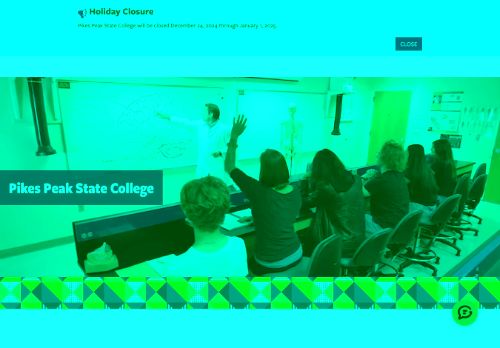 Holiday Closure
Pikes Peak State College will be closed December 24, 2024 through January 1, 2025.
CLOSE
Pikes Peak State College